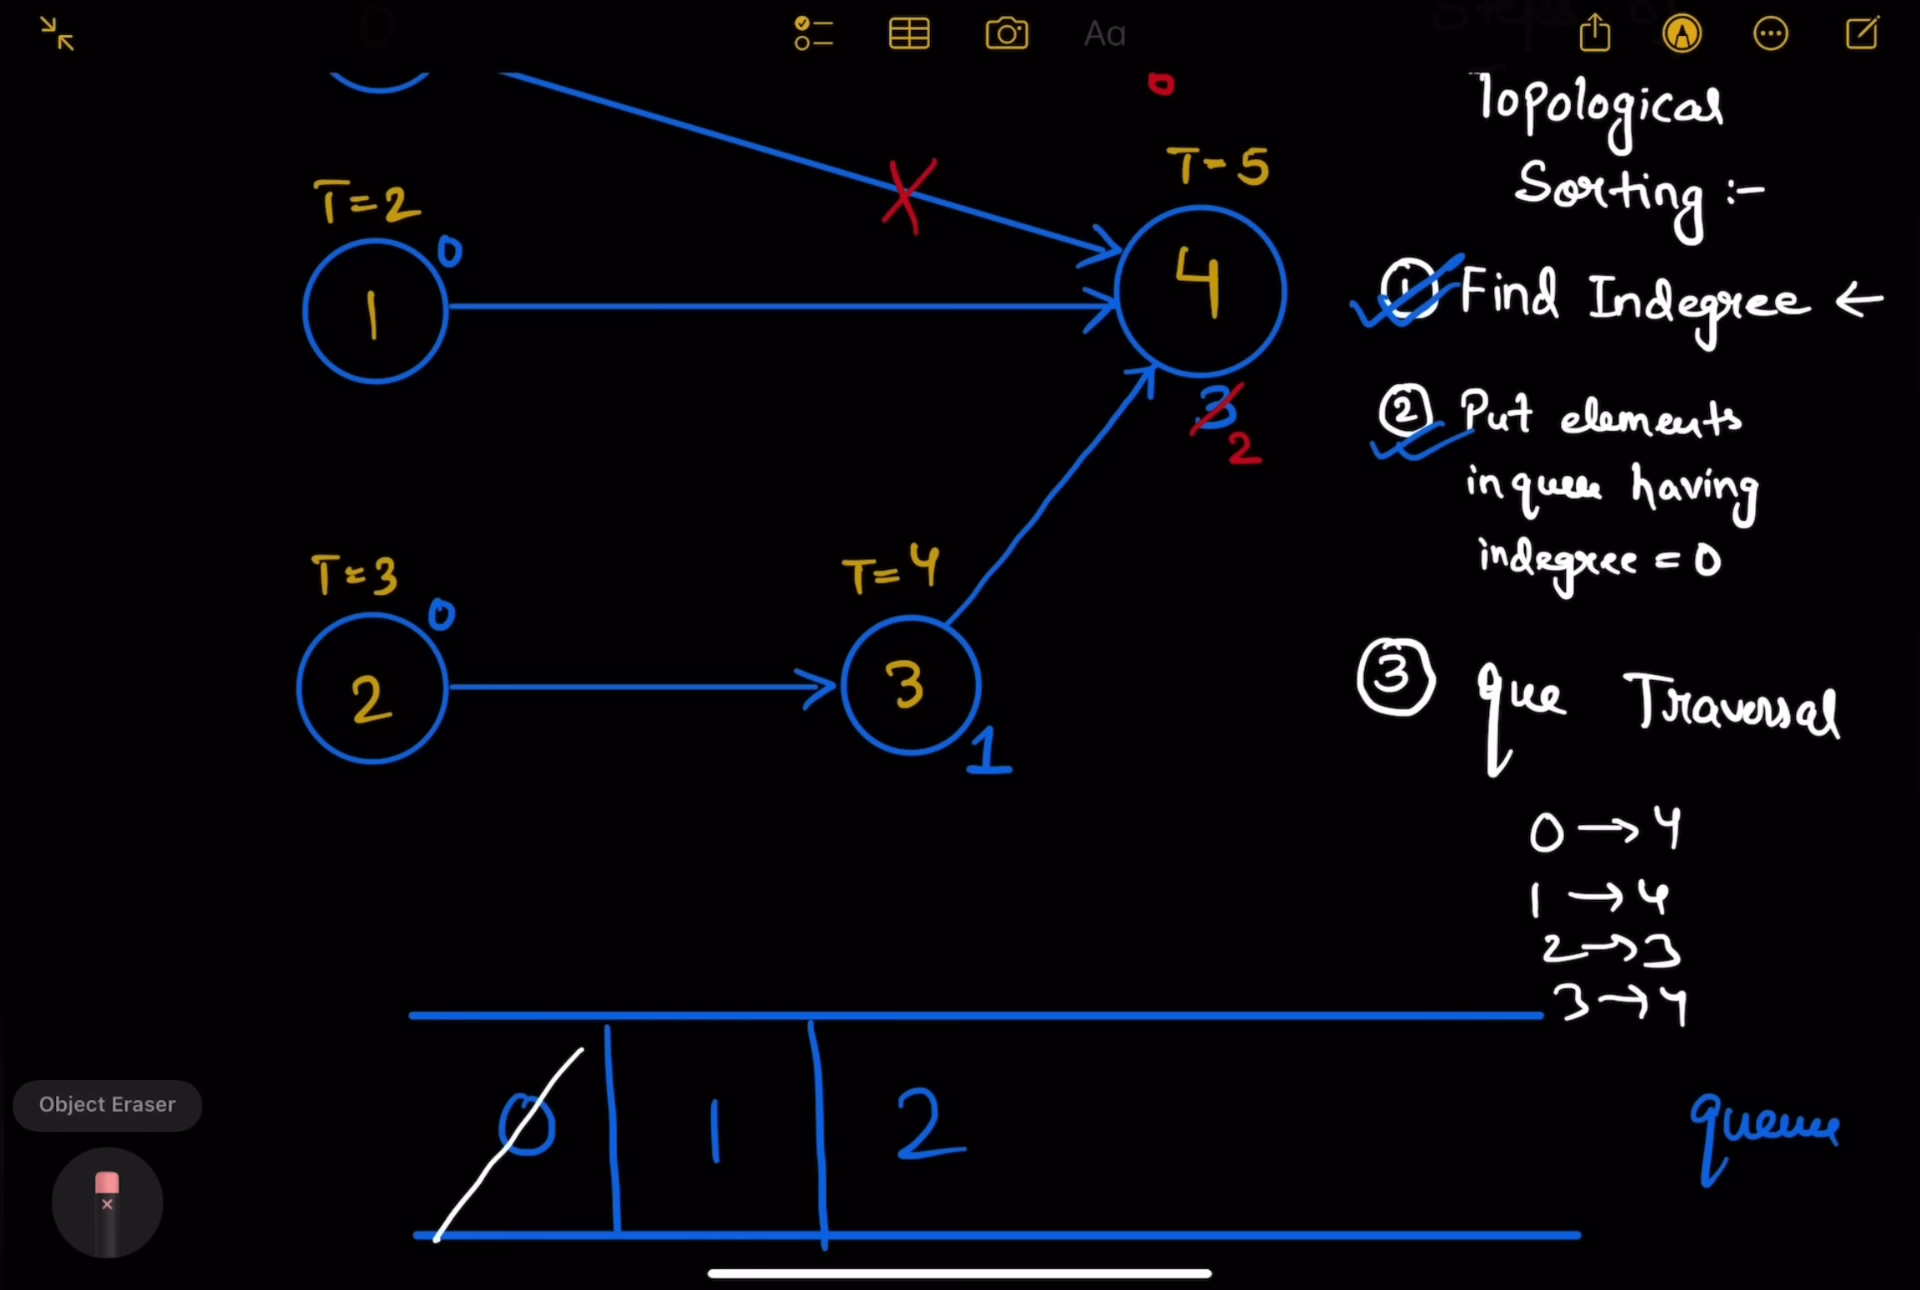 Aa
0
Topological
Sorting :-
T-5
T=2
0
1
4
① Find Indegree ←
3
2
② Put elements
in queue having
indegree = 0
T=3
0
T=4
2
3
1
③ que Traversal
0→4
1→4
2→3
3→4
Object Eraser
0 1 2
queue